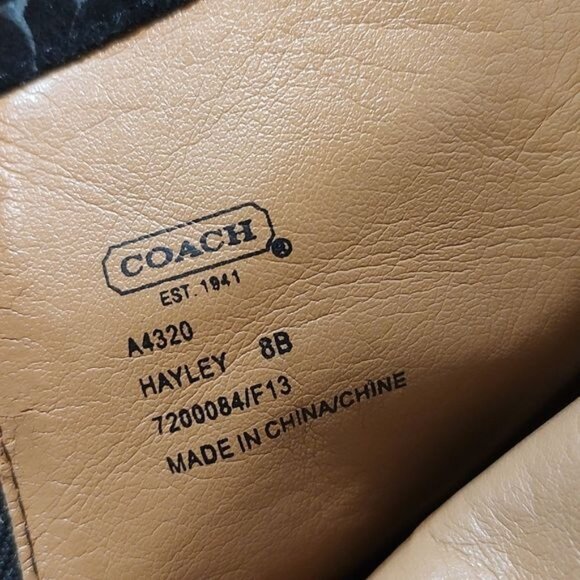 COACH®
EST. 1941
A4320
HAYLEY 8B
7200084/F13
MADE IN CHINA/CHINE